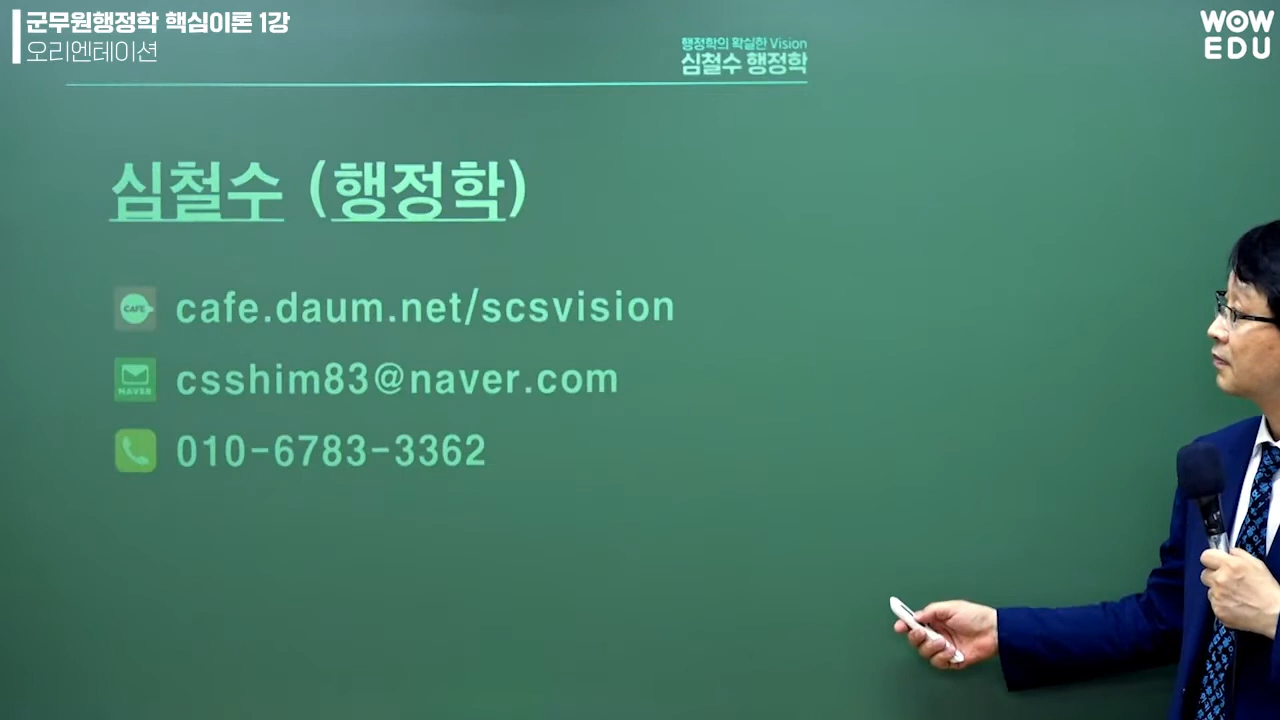 군무원행정학 핵심이론 1강
오리엔테이션
행정학의 확실한 Vision
심철수 행정학
WOW
EDU
심철수 (행정학)
CAFE
cafe.daum.net/scsvision
NAVER
csshim83@naver.com
010-6783-3362